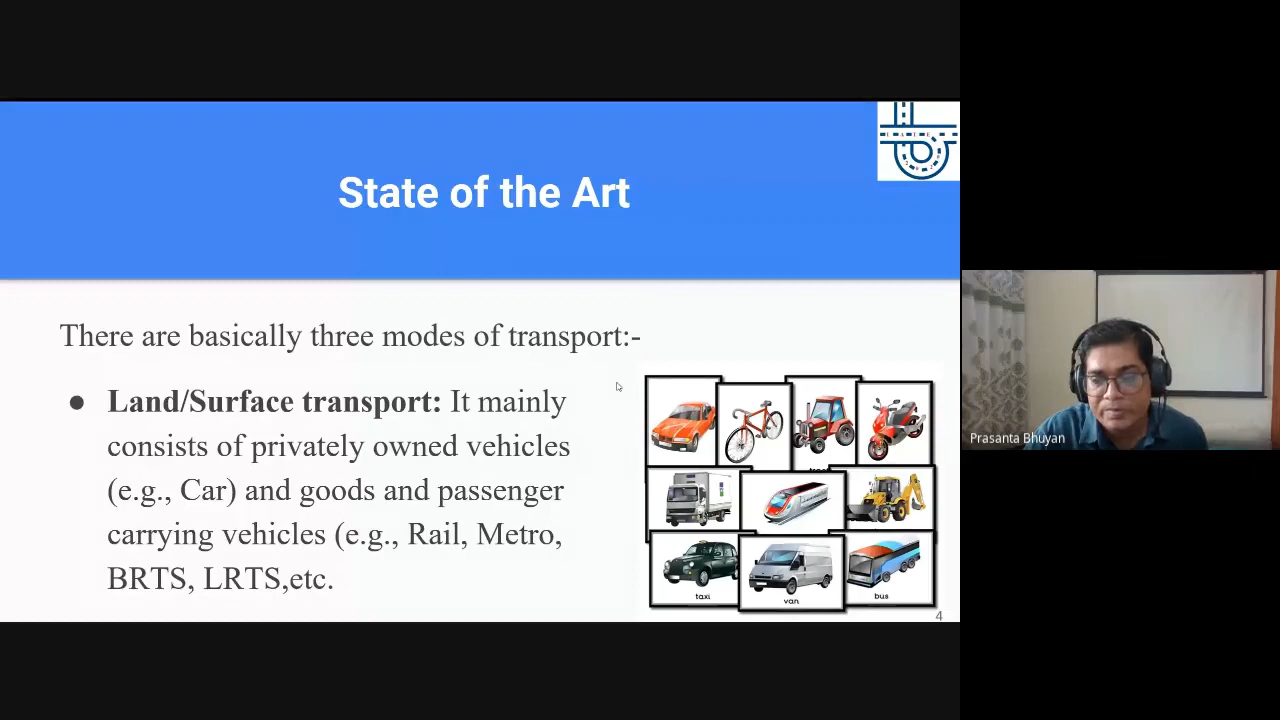 State of the Art
There are basically three modes of transport:-
● Land/Surface transport: It mainly
consists of privately owned vehicles
(e.g., Car) and goods and passenger
carrying vehicles (e.g., Rail, Metro,
BRTS, LRTS,etc.
taxi
van
bus
4
Prasanta Bhuyan